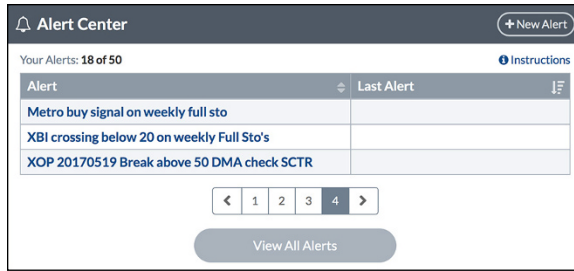 Alert Center
+ New Alert
Your Alerts: 18 of 50
Instructions
Alert Last Alert
Metro buy signal on weekly full sto
XBI crossing below 20 on weekly Full Sto's
XOP 20170519 Break above 50 DMA check SCTR
1 2 3 4
View All Alerts